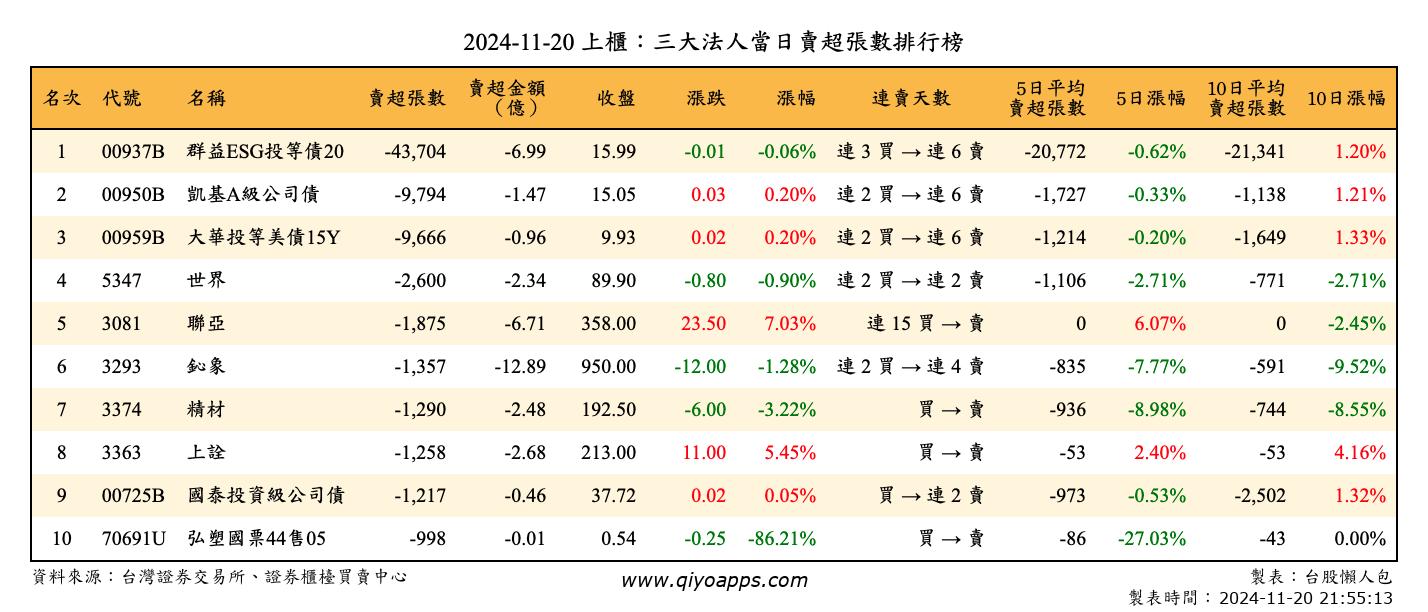 2024-11-20 上櫃：三大法人當日賣超張數排行榜
名次 代號 名稱 賣超張數 賣超金額（億） 收盤 漲跌 漲幅 連賣天數 5日平均賣超張數 5日漲幅 10日平均賣超張數 10日漲幅
1 00937B 群益ESG投等債20 -43,704 -6.99 15.99 -0.01 -0.06% 連 3 買 → 連 6 賣 -20,772 -0.62% -21,341 1.20%
2 00950B 凱基A級公司債 -9,794 -1.47 15.05 0.03 0.20% 連 2 買 → 連 6 賣 -1,727 -0.33% -1,138 1.21%
3 00959B 大華投等美債15Y -9,666 -0.96 9.93 0.02 0.20% 連 2 買 → 連 6 賣 -1,214 -0.20% -1,649 1.33%
4 5347 世界 -2,600 -2.34 89.90 -0.80 -0.90% 連 2 買 → 連 2 賣 -1,106 -2.71% -771 -2.71%
5 3081 聯亞 -1,875 -6.71 358.00 23.50 7.03% 連 15 買 → 賣 0 6.07% 0 -2.45%
6 3293 鈊象 -1,357 -12.89 950.00 -12.00 -1.28% 連 2 買 → 連 4 賣 -835 -7.77% -591 -9.52%
7 3374 精材 -1,290 -2.48 192.50 -6.00 -3.22% 買 → 賣 -936 -8.98% -744 -8.55%
8 3363 上詮 -1,258 -2.68 213.00 11.00 5.45% 買 → 賣 -53 2.40% -53 4.16%
9 00725B 國泰投資級公司債 -1,217 -0.46 37.72 0.02 0.05% 買 → 連 2 賣 -973 -0.53% -2,502 1.32%
10 70691U 弘塑國票44售05 -998 -0.01 0.54 -0.25 -86.21% 買 → 賣 -86 -27.03% -43 0.00%
資料來源：台灣證券交易所、證券櫃檯買賣中心 www.qiyoapps.com 製表：台股懶人包
製表時間：2024-11-20 21:55:13